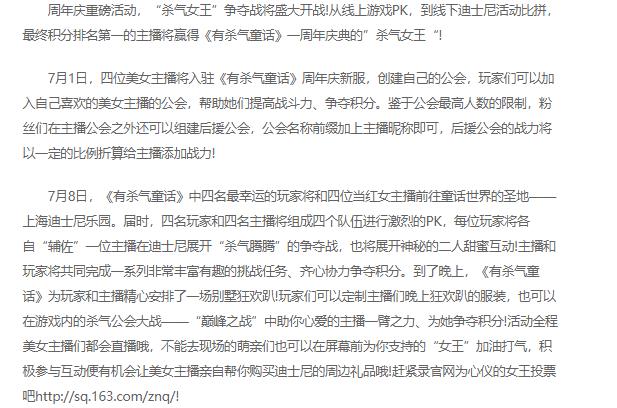 周年庆重磅活动，“杀气女王”争夺战将盛大开战!从线上游戏PK，到线下迪士尼活动比拼，
最终积分排名第一的主播将赢得《有杀气童话》一周年庆典的”杀气女王“!
7月1日，四位美女主播将入驻《有杀气童话》周年庆新服，创建自己的公会，玩家们可以加
入自己喜欢的美女主播的公会，帮助她们提高战斗力、争夺积分。鉴于公会最高人数的限制，粉
丝们在主播公会之外还可以组建后援公会，公会名称前缀加上主播昵称即可，后援公会的战力将
以一定的比例折算给主播添加战力!
7月8日，《有杀气童话》中四名最幸运的玩家将和四位当红女主播前往童话世界的圣地——
上海迪士尼乐园。届时，四名玩家和四名主播将组成四个队伍进行激烈的PK，每位玩家将各
自“辅佐”一位主播在迪士尼展开“杀气腾腾”的争夺战，也将展开神秘的二人甜蜜互动!主播和
玩家将共同完成一系列非常丰富有趣的挑战任务、齐心协力争夺积分。到了晚上，《有杀气童
话》为玩家和主播精心安排了一场别墅狂欢趴!玩家们可以定制主播们晚上狂欢趴的服装，也可以
在游戏内的杀气公会大战——“巅峰之战”中助你心爱的主播一臂之力、为她争夺积分!活动全程
美女主播们都会直播哦，不能去现场的萌亲们也可以在屏幕前为你支持的“女王”加油打气，积
极参与互动便有机会让美女主播亲自帮你购买迪士尼的周边礼品哦!赶紧录官网为心仪的女王投票
吧http://sq.163.com/znq/!